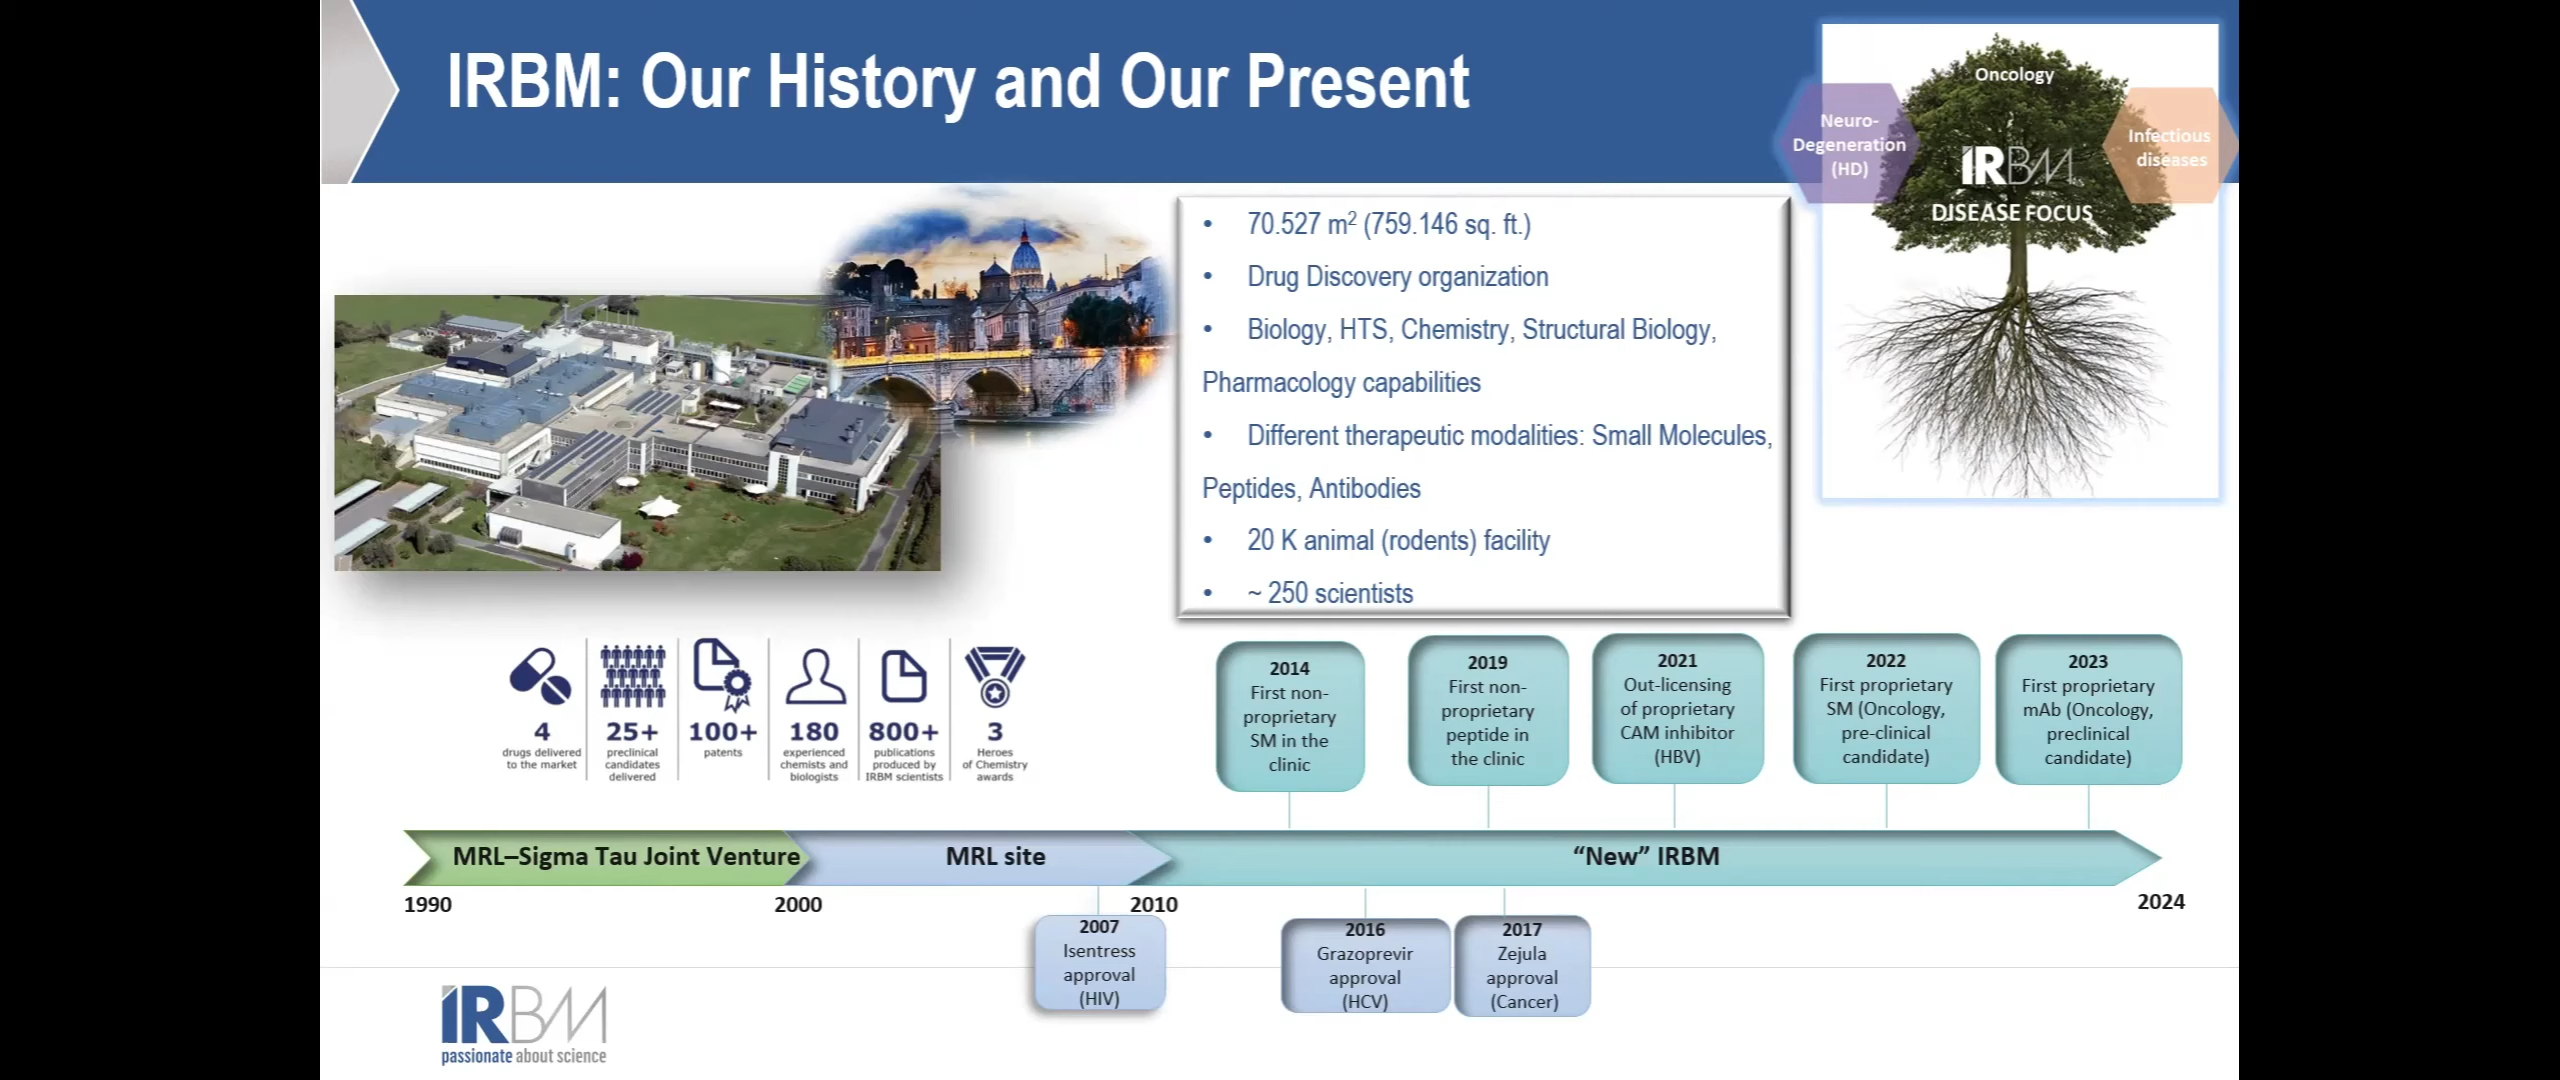 IRBM: Our History and Our Present
Oncology
Neuro-
Degeneration
(HD)
Infectious
diseases
IRBM
DISEASE FOCUS
• 70.527 m² (759.146 sq. ft.)
• Drug Discovery organization
• Biology, HTS, Chemistry, Structural Biology,
Pharmacology capabilities
• Different therapeutic modalities: Small Molecules,
Peptides, Antibodies
• 20 K animal (rodents) facility
• ~ 250 scientists
4
drugs delivered
to the market
25+
preclinical
candidates
delivered
100+
patents
180
experienced
chemists and
biologists
800+
publications
produced by
IRBM scientists
3
Heroes
of Chemistry
awards
2014
First non-
proprietary
SM in the
clinic
2019
First non-
proprietary
peptide in
the clinic
2021
Out-licensing
of proprietary
CAM inhibitor
(HBV)
2022
First proprietary
SM (Oncology,
pre-clinical
candidate)
2023
First proprietary
mAb (Oncology,
preclinical
candidate)
MRL–Sigma Tau Joint Venture
MRL site
“New” IRBM
1990
2000
2010
2024
2007
Isentress
approval
(HIV)
2016
Grazoprevir
approval
(HCV)
2017
Zejula
approval
(Cancer)
IRBM
passionate about science